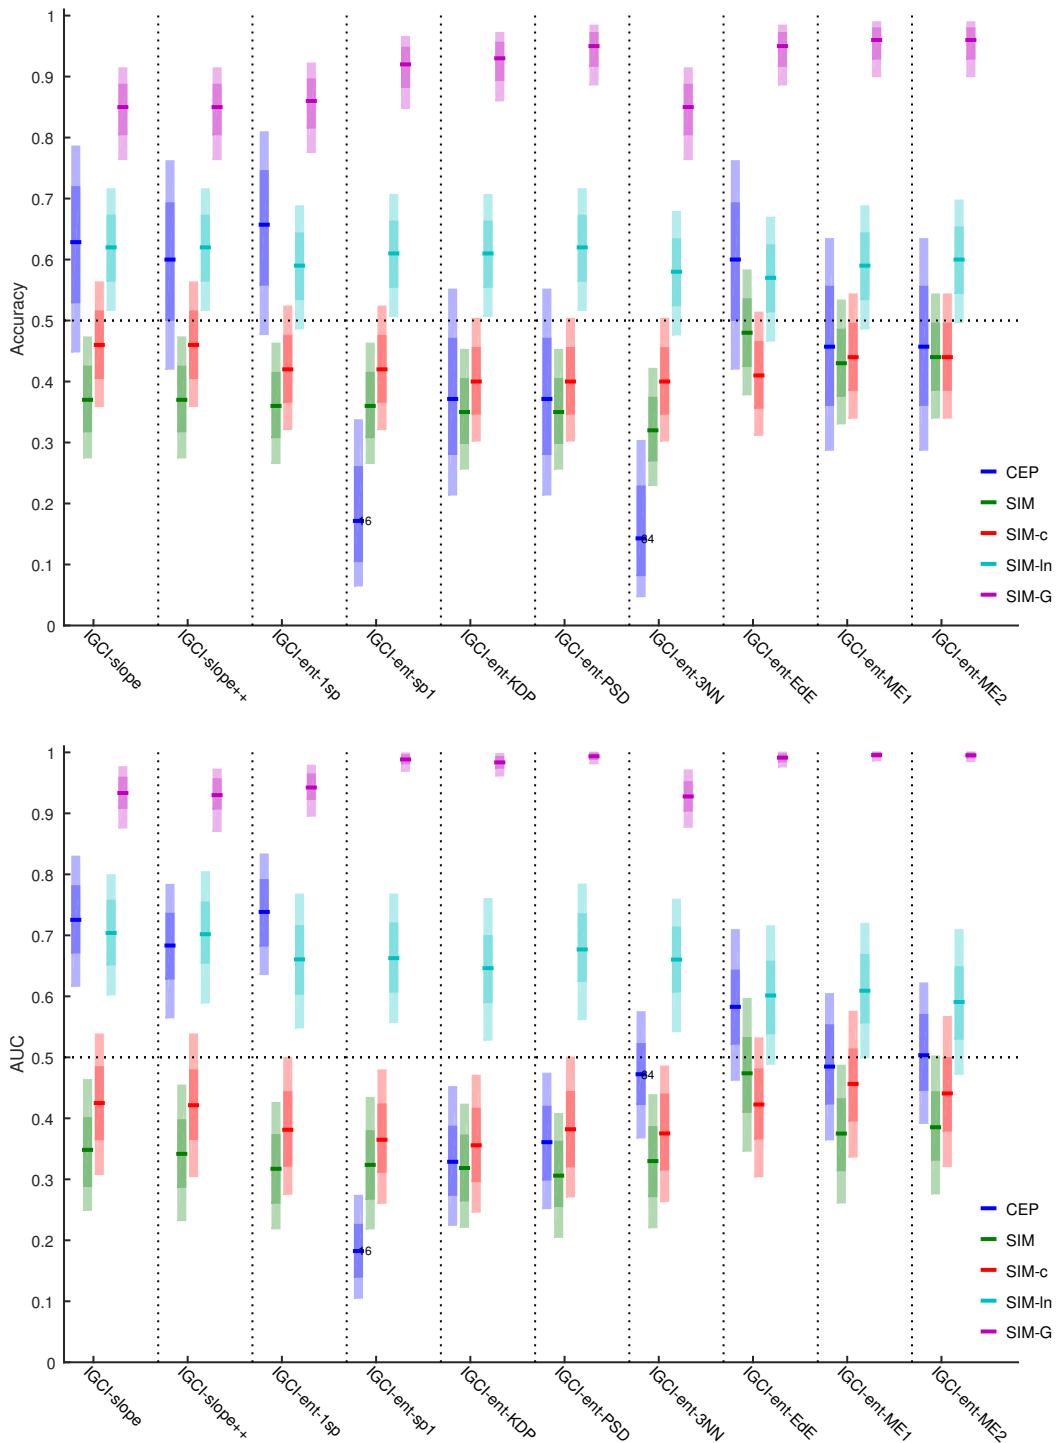 1
0.9
0.8
0.7
0.6
0.5
0.4
0.3
0.2
0.1
0
Accuracy
CEP
SIM
SIM-c
SIM-ln
SIM-G
IGCI-slope
IGCI-slope++
IGCI-ent-1sp
IGCI-ent-sp1
IGCI-ent-KDP
IGCI-ent-PSD
IGCI-ent-3NN
IGCI-ent-EdE
IGCI-ent-ME1
IGCI-ent-ME2
1
0.9
0.8
0.7
0.6
0.5
0.4
0.3
0.2
0.1
0
AUC
64
CEP
SIM
SIM-c
SIM-ln
SIM-G
IGCI-slope
IGCI-slope++
IGCI-ent-1sp
IGCI-ent-sp1
IGCI-ent-KDP
IGCI-ent-PSD
IGCI-ent-3NN
IGCI-ent-EdE
IGCI-ent-ME1
IGCI-ent-ME2